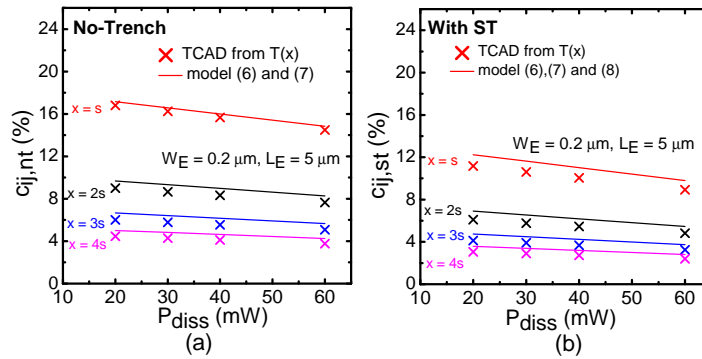 No-Trench
TCAD from T(x)
model (6) and (7)
24
20
16
12
8
4
0
c_ij,nt (%)
x = s
W_E = 0.2 μm, L_E = 5 μm
x = 2s
x = 3s
x = 4s
10 20 30 40 50 60
P_diss (mW)
(a)
With ST
TCAD from T(x)
model (6),(7) and (8)
24
20
16
12
8
4
0
c_ij,st (%)
W_E = 0.2 μm, L_E = 5 μm
x = s
x = 2s
x = 3s
x = 4s
10 20 30 40 50 60
P_diss (mW)
(b)